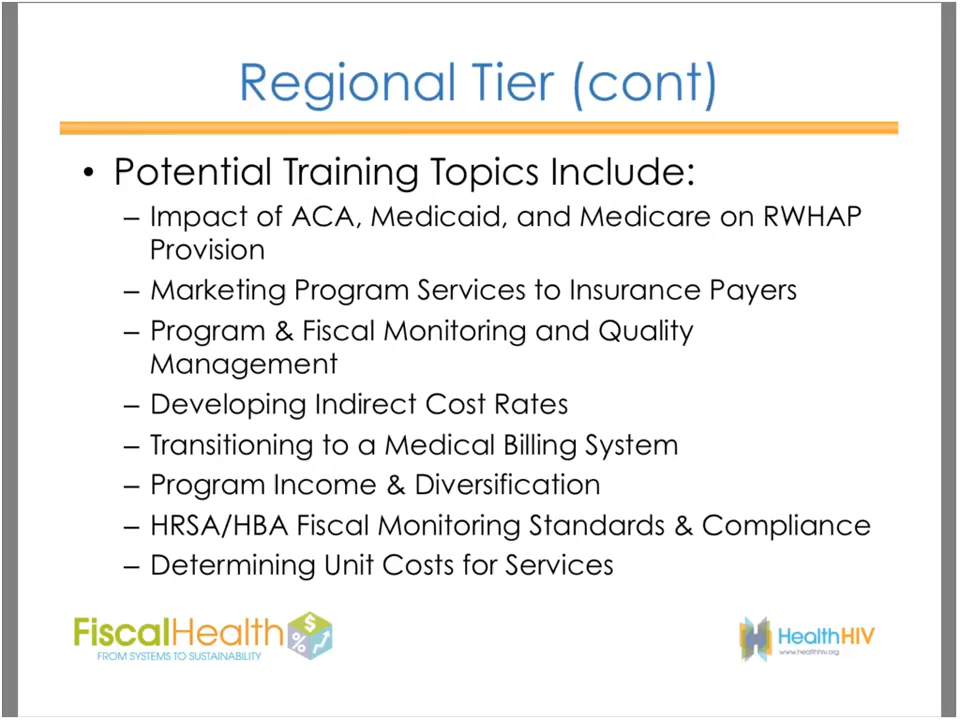 Regional Tier (cont)
• Potential Training Topics Include:
– Impact of ACA, Medicaid, and Medicare on RWHAP
Provision
– Marketing Program Services to Insurance Payers
– Program & Fiscal Monitoring and Quality
Management
– Developing Indirect Cost Rates
– Transitioning to a Medical Billing System
– Program Income & Diversification
– HRSA/HBA Fiscal Monitoring Standards & Compliance
– Determining Unit Costs for Services
FiscalHealth $ %
FROM SYSTEMS TO SUSTAINABILITY
HealthHIV
www.healthhiv.org